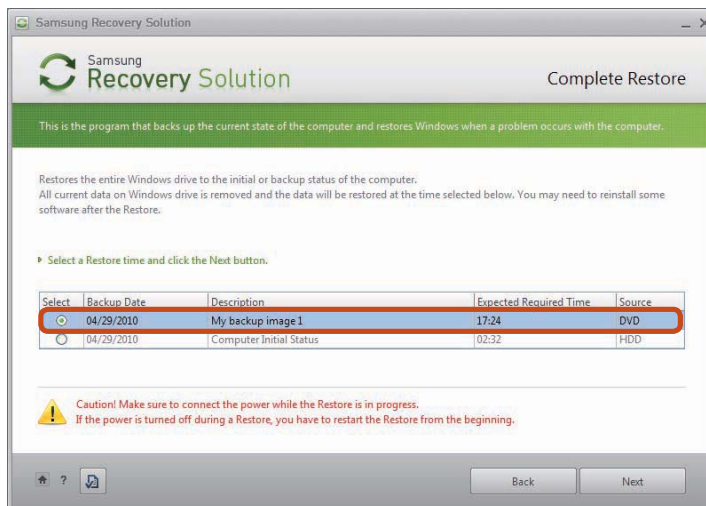 Samsung Recovery Solution
Samsung
Recovery Solution
Complete Restore
This is the program that backs up the current state of the computer and restores Windows when a problem occurs with the computer.
Restores the entire Windows drive to the initial or backup status of the computer.
All current data on Windows drive is removed and the data will be restored at the time selected below. You may need to reinstall some
software after the Restore.
Select a Restore time and click the Next button.
Select Backup Date Description Expected Required Time Source
04/29/2010 My backup image 1 17:24 DVD
04/29/2010 Computer Initial Status 02:32 HDD
Caution! Make sure to connect the power while the Restore is in progress.
If the power is turned off during a Restore, you have to restart the Restore from the beginning.
? Back Next